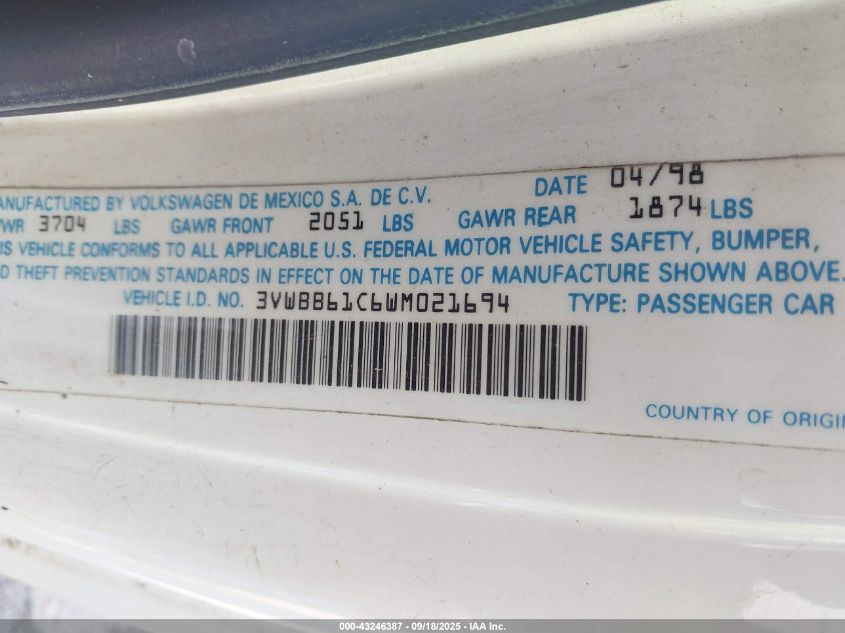 ANUFACTURED BY VOLKSWAGEN DE MEXICO S.A. DE C.V. DATE 04/98
VWR 3704 LBS GAWR FRONT 2051 LBS GAWR REAR 1874 LBS
IS VEHICLE CONFORMS TO ALL APPLICABLE U.S. FEDERAL MOTOR VEHICLE SAFETY, BUMPER,
D THEFT PREVENTION STANDARDS IN EFFECT ON THE DATE OF MANUFACTURE SHOWN ABOVE.
VEHICLE I.D. NO. 3VWBB61C6WM021694 TYPE: PASSENGER CAR
COUNTRY OF ORIGIN
000-43246387 - 09/18/2025 - IAA Inc.